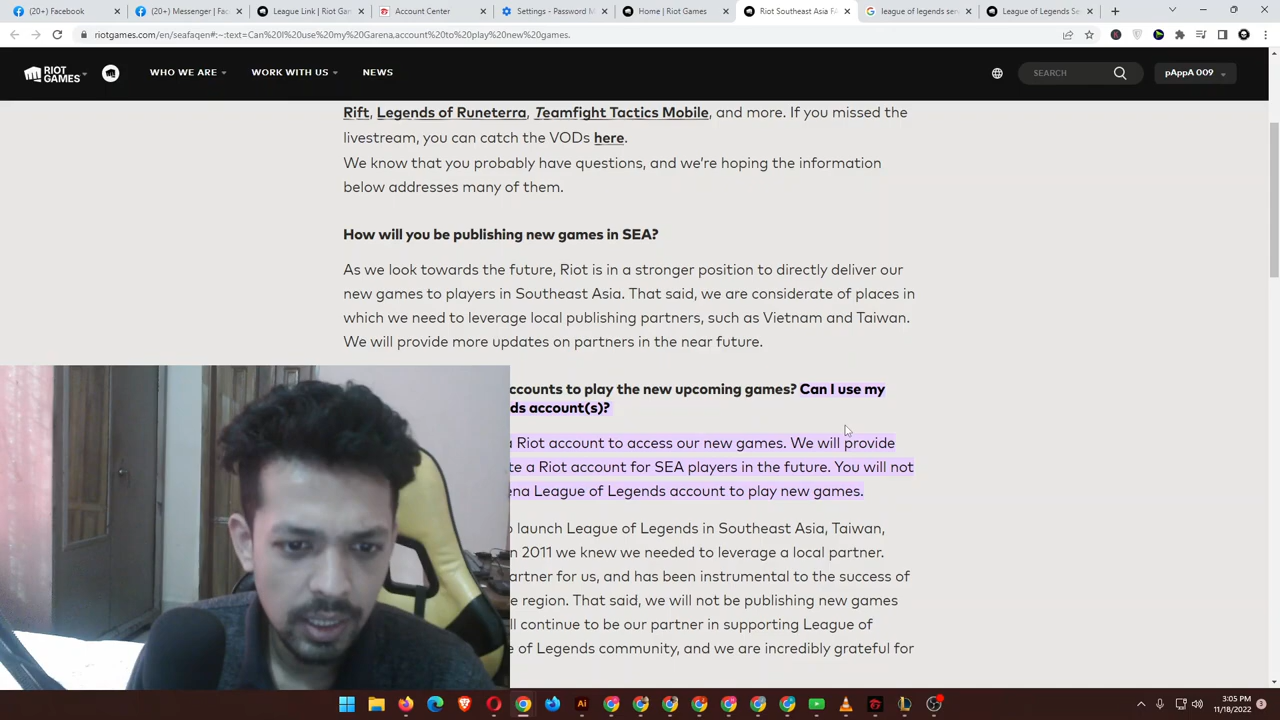 (20+) Facebook
(20+) Messenger | Fac
League Link | Riot Gam
Account Center
Settings - Password M
Home | Riot Games
Riot Southeast Asia FA
league of legends serv
League of Legends Ser
riotgames.com/en/seafaqen#:~:text=Can%20I%20use%20my%20Garena,account%20to%20play%20new%20games.
RIOT GAMES
WHO WE ARE
WORK WITH US
NEWS
SEARCH
pAppA 009
Rift, Legends of Runeterra, Teamfight Tactics Mobile, and more. If you missed the
livestream, you can catch the VODs here.
We know that you probably have questions, and we're hoping the information
below addresses many of them.
How will you be publishing new games in SEA?
As we look towards the future, Riot is in a stronger position to directly deliver our
new games to players in Southeast Asia. That said, we are considerate of places in
which we need to leverage local publishing partners, such as Vietnam and Taiwan.
We will provide more updates on partners in the near future.
ccounts to play the new upcoming games? Can I use my
ds account(s)?
a Riot account to access our new games. We will provide
te a Riot account for SEA players in the future. You will not
ena League of Legends account to play new games.
o launch League of Legends in Southeast Asia, Taiwan,
n 2011 we knew we needed to leverage a local partner.
artner for us, and has been instrumental to the success of
e region. That said, we will not be publishing new games
ll continue to be our partner in supporting League of
e of Legends community, and we are incredibly grateful for
3:05 PM
11/18/2022